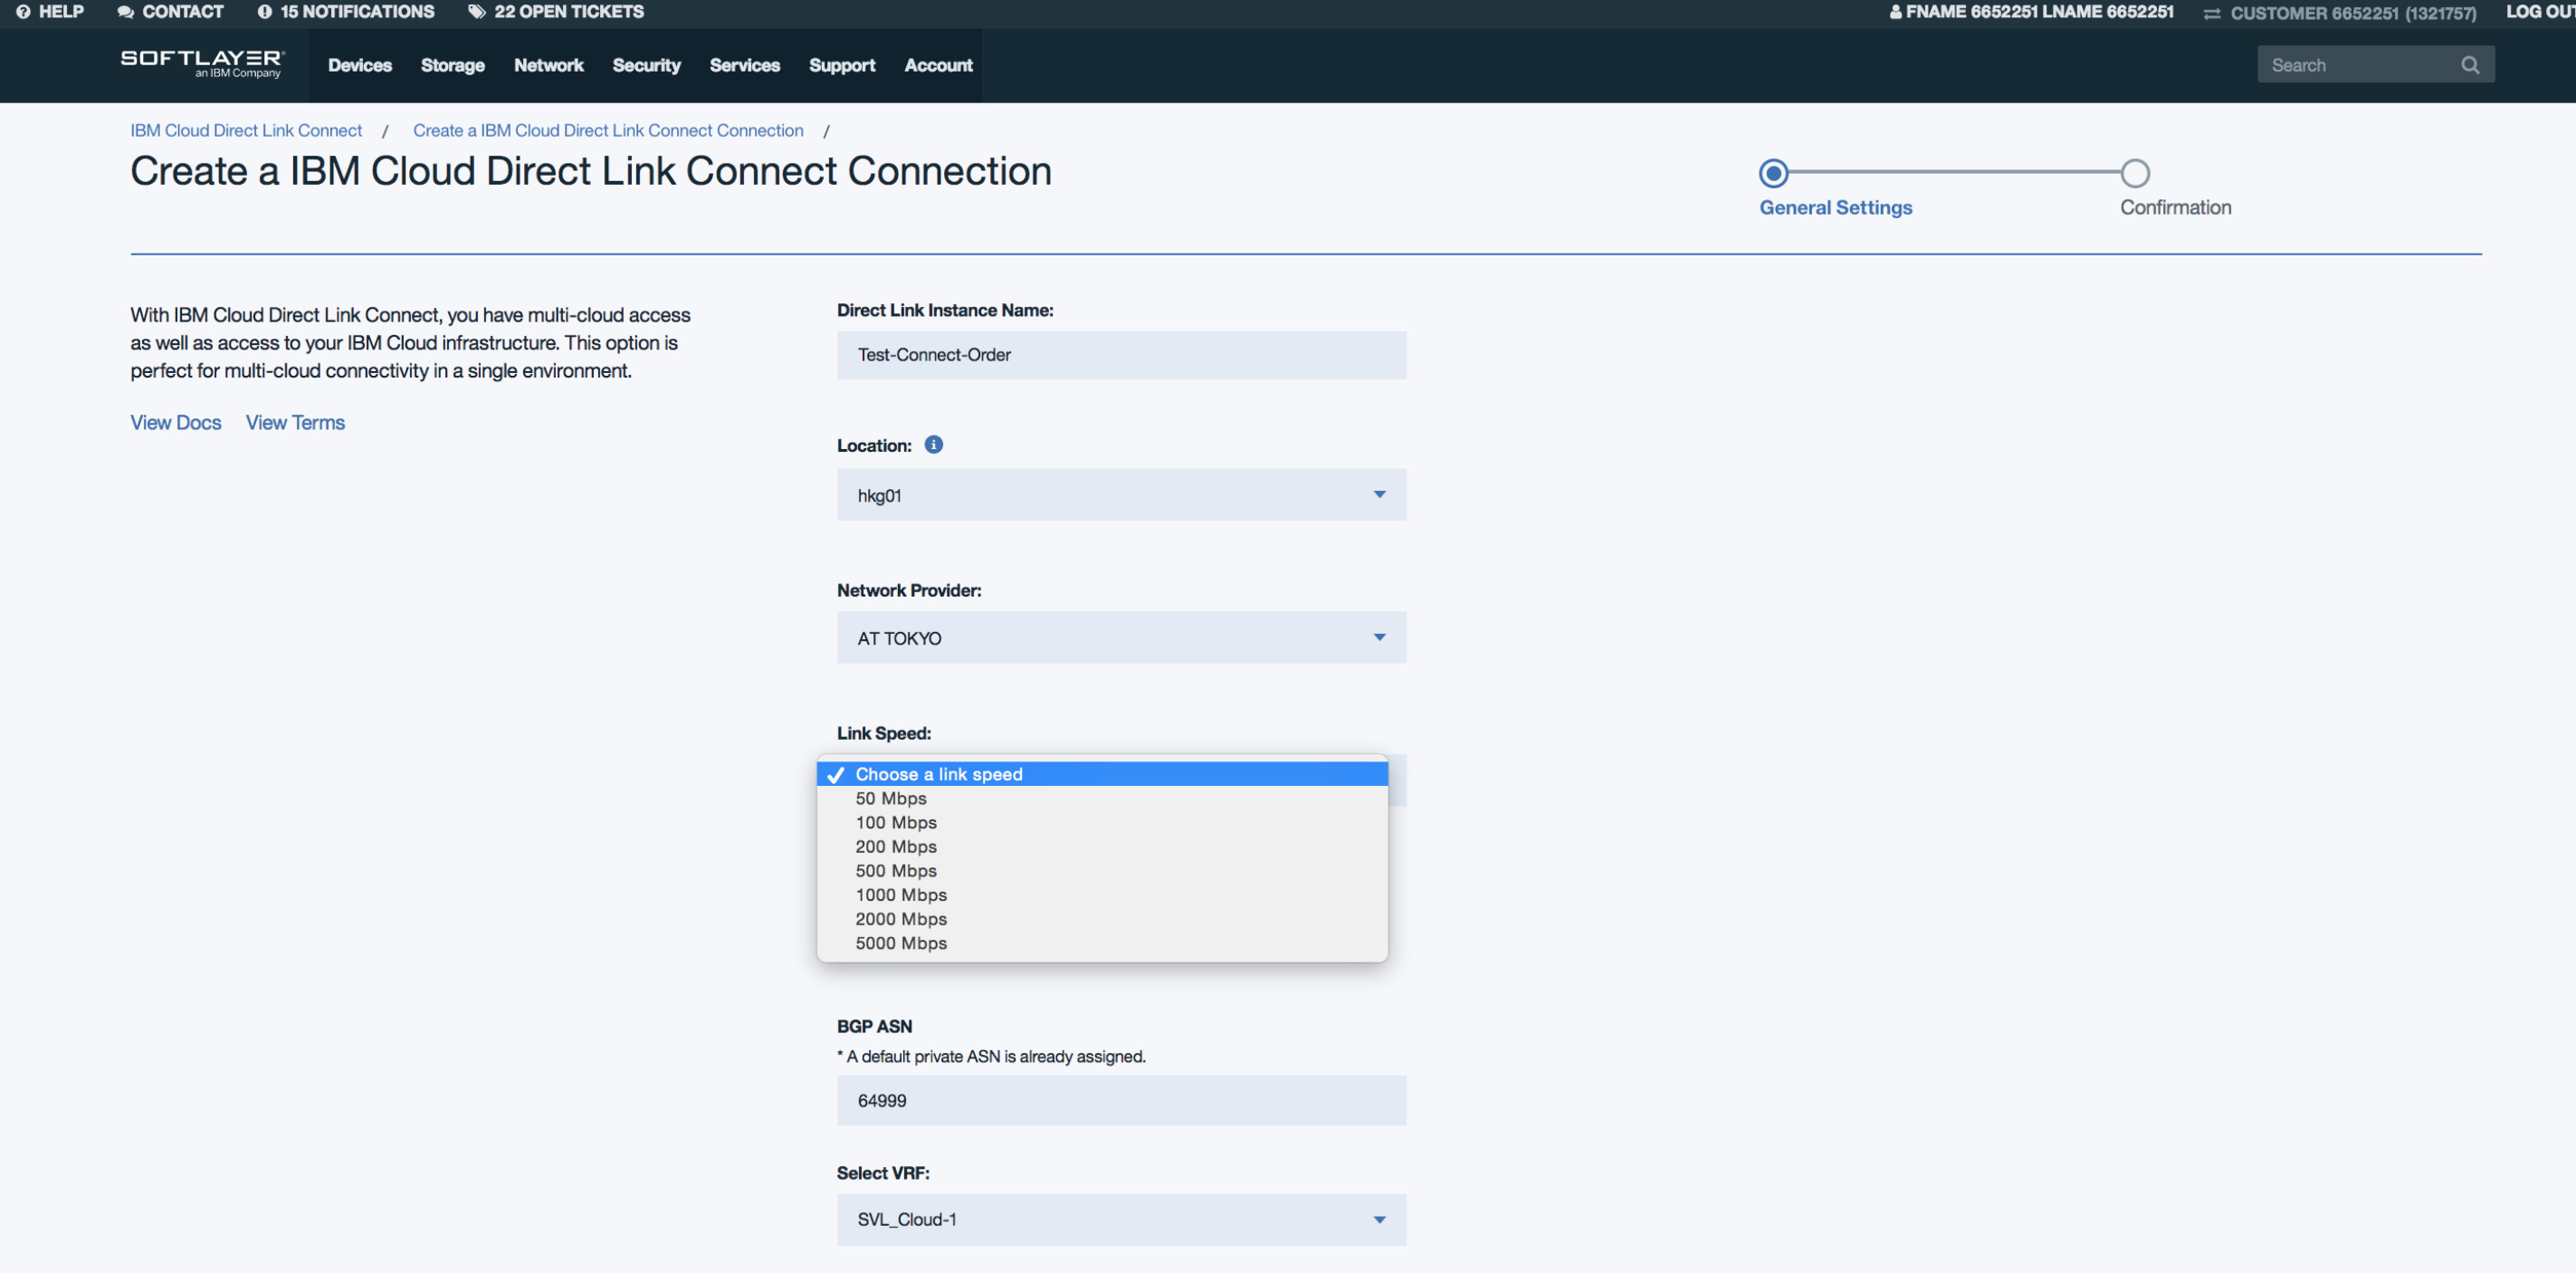 HELP CONTACT 15 NOTIFICATIONS 22 OPEN TICKETS FNAME 6652251 LNAME 6652251 CUSTOMER 6652251 (1321757) LOG OUT
SOFTLAYER®
an IBM Company
Devices Storage Network Security Services Support Account Search
IBM Cloud Direct Link Connect / Create a IBM Cloud Direct Link Connect Connection /
Create a IBM Cloud Direct Link Connect Connection
General Settings Confirmation
With IBM Cloud Direct Link Connect, you have multi-cloud access
as well as access to your IBM Cloud infrastructure. This option is
perfect for multi-cloud connectivity in a single environment.
View Docs View Terms
Direct Link Instance Name:
Test-Connect-Order
Location:
hkg01
Network Provider:
AT TOKYO
Link Speed:
Choose a link speed
50 Mbps
100 Mbps
200 Mbps
500 Mbps
1000 Mbps
2000 Mbps
5000 Mbps
BGP ASN
* A default private ASN is already assigned.
64999
Select VRF:
SVL_Cloud-1